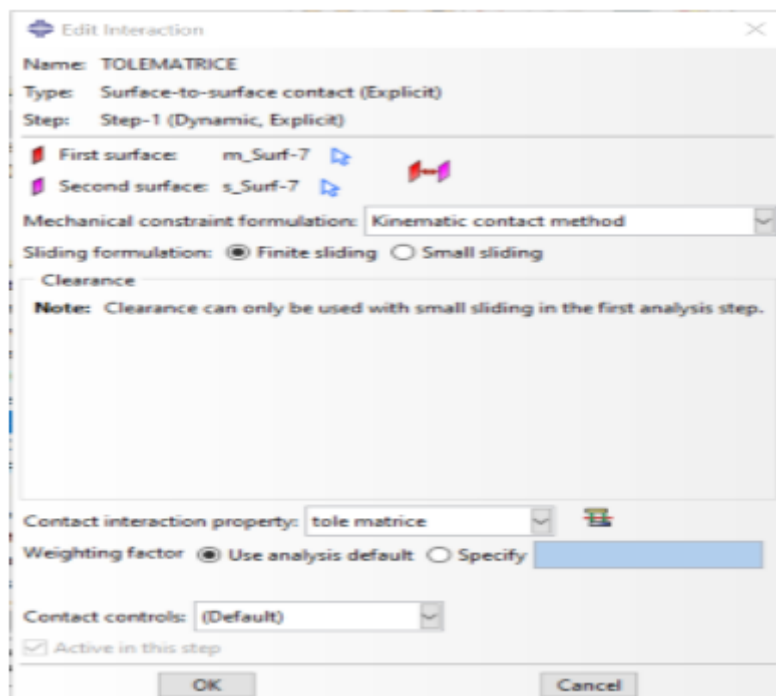 Edit Interaction
Name: TOLEMATRICE
Type: Surface-to-surface contact (Explicit)
Step: Step-1 (Dynamic, Explicit)
First surface: m_Surf-7
Second surface: s_Surf-7
Mechanical constraint formulation: Kinematic contact method
Sliding formulation: Finite sliding Small sliding
Clearance
Note: Clearance can only be used with small sliding in the first analysis step.
Contact interaction property: tole matrice
Weighting factor Use analysis default Specify
Contact controls: (Default)
Active in this step
OK Cancel